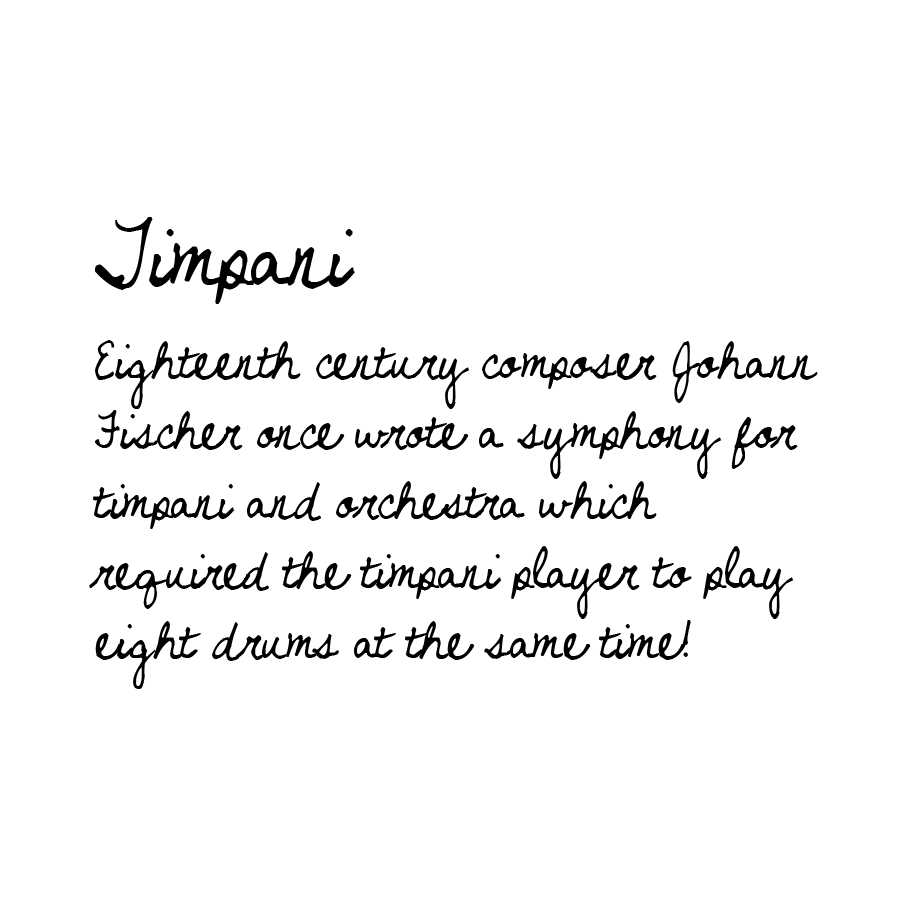 Timpani
Eighteenth century composer Johann
Fischer once wrote a symphony for
timpani and orchestra which
required the timpani player to play
eight drums at the same time!